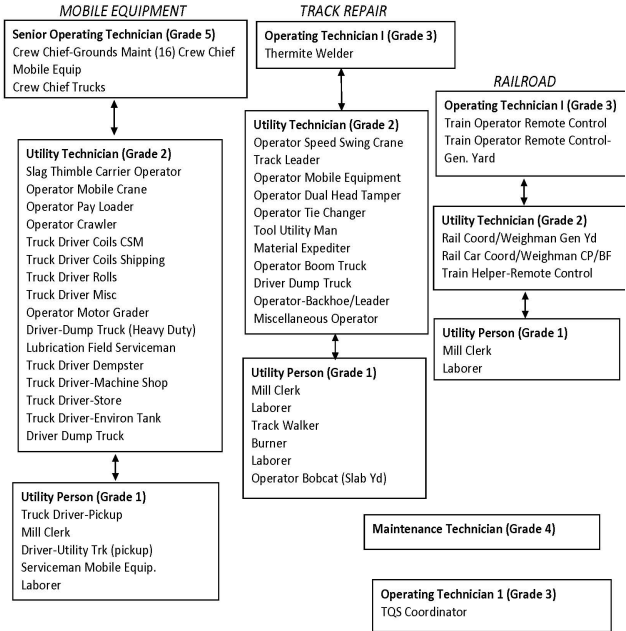 MOBILE EQUIPMENT
Senior Operating Technician (Grade 5)
Crew Chief-Grounds Maint (16) Crew Chief
Mobile Equip
Crew Chief Trucks
Utility Technician (Grade 2)
Slag Thimble Carrier Operator
Operator Mobile Crane
Operator Pay Loader
Operator Crawler
Truck Driver Coils CSM
Truck Driver Coils Shipping
Truck Driver Rolls
Truck Driver Misc
Operator Motor Grader
Driver-Dump Truck (Heavy Duty)
Lubrication Field Serviceman
Truck Driver Dempster
Truck Driver-Machine Shop
Truck Driver-Store
Truck Driver-Environ Tank
Driver Dump Truck
Utility Person (Grade 1)
Truck Driver-Pickup
Mill Clerk
Driver-Utility Trk (pickup)
Serviceman Mobile Equip.
Laborer
TRACK REPAIR
Operating Technician I (Grade 3)
Thermite Welder
Utility Technician (Grade 2)
Operator Speed Swing Crane
Track Leader
Operator Mobile Equipment
Operator Dual Head Tamper
Operator Tie Changer
Tool Utility Man
Material Expediter
Operator Boom Truck
Driver Dump Truck
Operator-Backhoe/Leader
Miscellaneous Operator
Utility Person (Grade 1)
Mill Clerk
Laborer
Track Walker
Burner
Laborer
Operator Bobcat (Slab Yd)
RAILROAD
Operating Technician I (Grade 3)
Train Operator Remote Control
Train Operator Remote Control-
Gen. Yard
Utility Technician (Grade 2)
Rail Coord/Weighman Gen Yd
Rail Car Coord/Weighman CP/BF
Train Helper-Remote Control
Utility Person (Grade 1)
Mill Clerk
Laborer
Maintenance Technician (Grade 4)
Operating Technician 1 (Grade 3)
TQS Coordinator